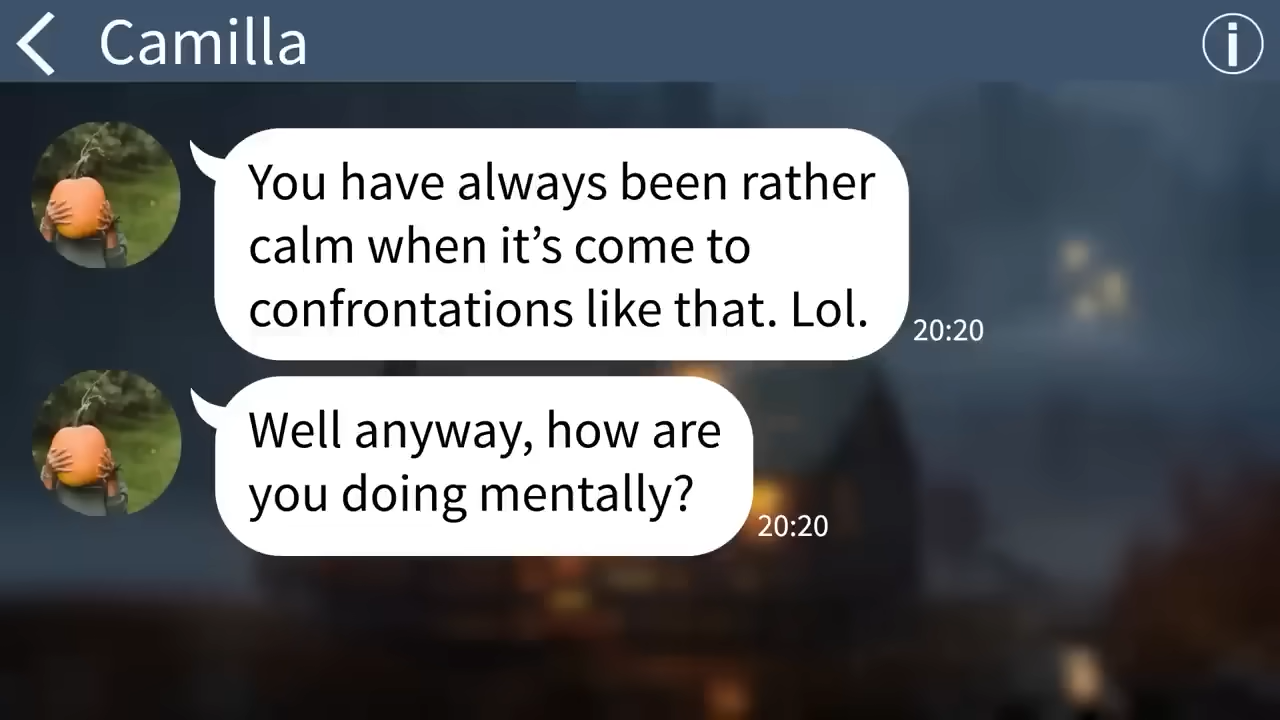 Camilla
You have always been rather
calm when it’s come to
confrontations like that. Lol.
20:20
Well anyway, how are
you doing mentally?
20:20